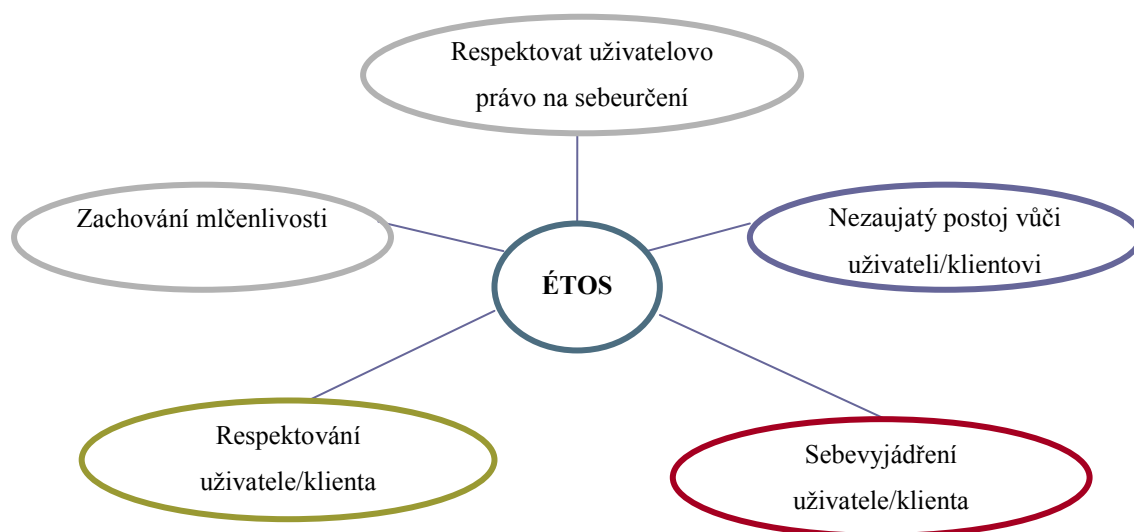 Respektovat uživatelovo
právo na sebeurčení
Zachování mlčenlivosti
Nezaujatý postoj vůči
uživateli/klientovi
ÉTOS
Respektování
uživatele/klienta
Sebevyjádření
uživatele/klienta